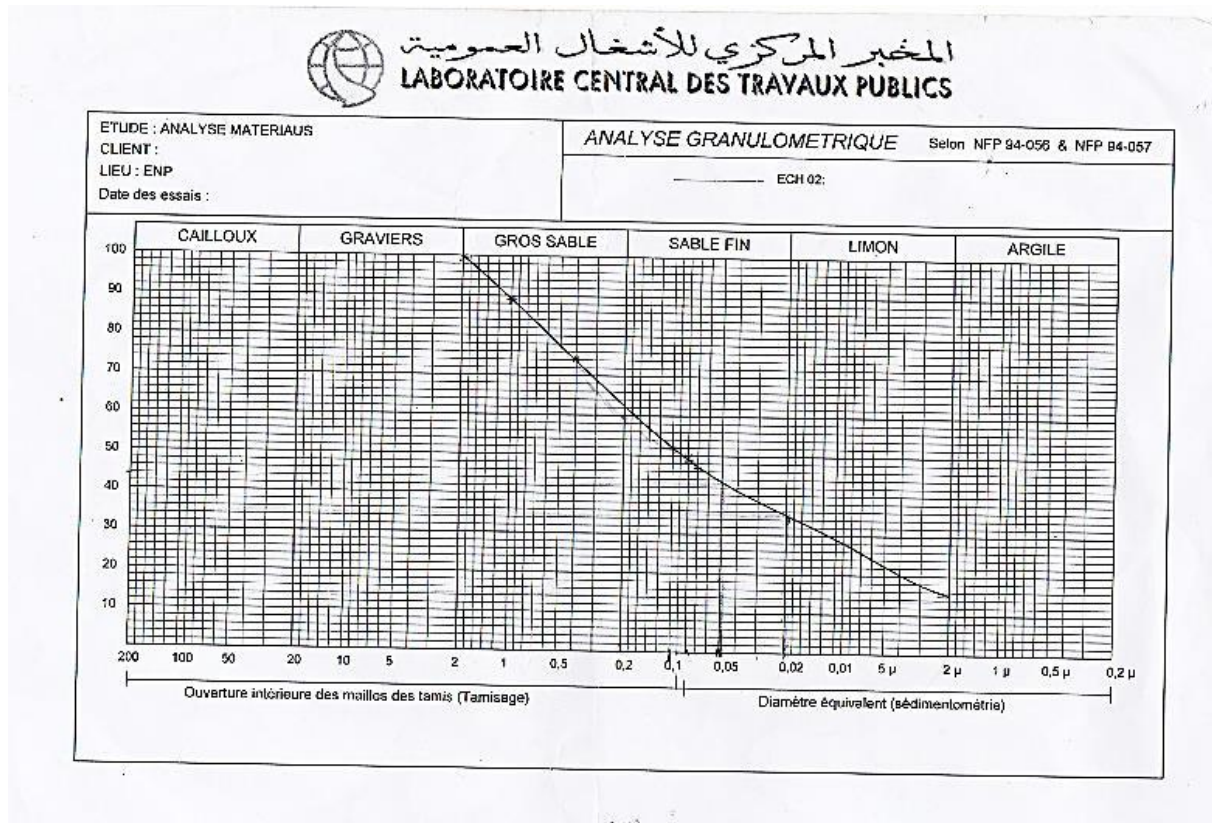 المخبر المركزي للأشغال العمومية
LABORATOIRE CENTRAL DES TRAVAUX PUBLICS
ETUDE : ANALYSE MATERIAUS
CLIENT :
LIEU : ENP
Date des essais :
ANALYSE GRANULOMETRIQUE Selon NFP 94-056 & NFP 94-057
ECH 02:
CAILLOUX GRAVIERS GROS SABLE SABLE FIN LIMON ARGILE
100
90
80
70
60
50
40
30
20
10
200 100 50 20 10 5 2 1 0,5 0,2 0,1 0,05 0,02 0,01 5 µ 2 µ 1 µ 0,5 µ 0,2 µ
Ouverture intérieure des mailles des tamis (Tamisage)
Diamètre équivalent (sédimentométrie)